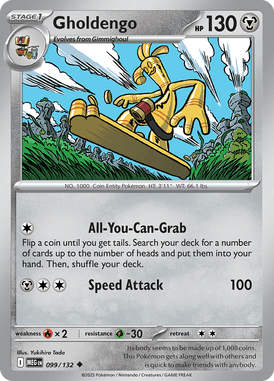 STAGE 1
Gholdengo
HP 130
Evolves from Gimmighoul
NO. 1000 Coin Entity Pokémon HT: 3'11" WT: 66.1 lbs
All-You-Can-Grab
Flip a coin until you get tails. Search your deck for a number
of cards up to the number of heads and put them into your
hand. Then, shuffle your deck.
Speed Attack 100
weakness x 2 resistance -30 retreat
Illus. Yukihiro Tada
I MEG EN 099/132
Its body seems to be made up of 1,000 coins.
This Pokémon gets along well with others and
is quick to make friends with anybody.
©2025 Pokémon / Nintendo / Creatures / GAME FREAK